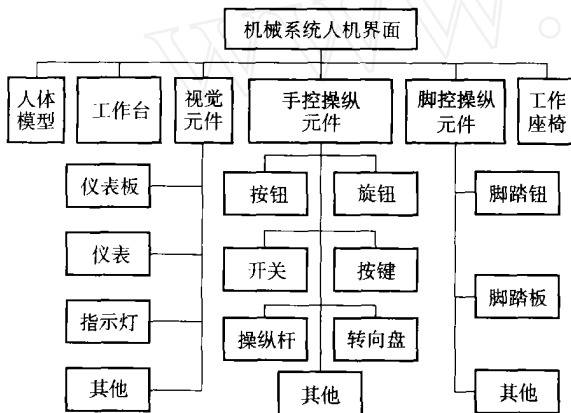 机械系统人机界面
人体
模型
工作台
视觉
元件
手控操纵
元件
脚控操纵
元件
工作
座椅
仪表板
按钮
旋钮
脚踏钮
仪表
开关
按键
指示灯
操纵杆
转向盘
脚踏板
其他
其他
其他
WWW.